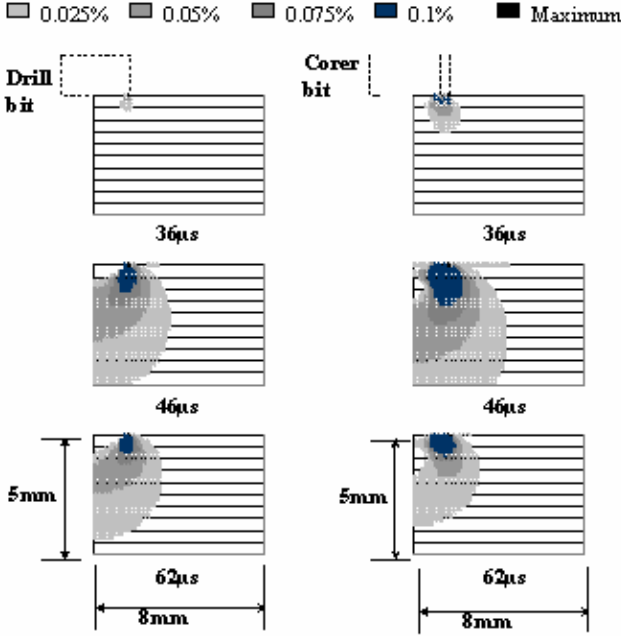 0.025% 0.05% 0.075% 0.1% Maximum
Drill
bit
Corer
bit
36µs
36µs
46µs
46µs
5mm
5mm
62µs
62µs
8mm
8mm